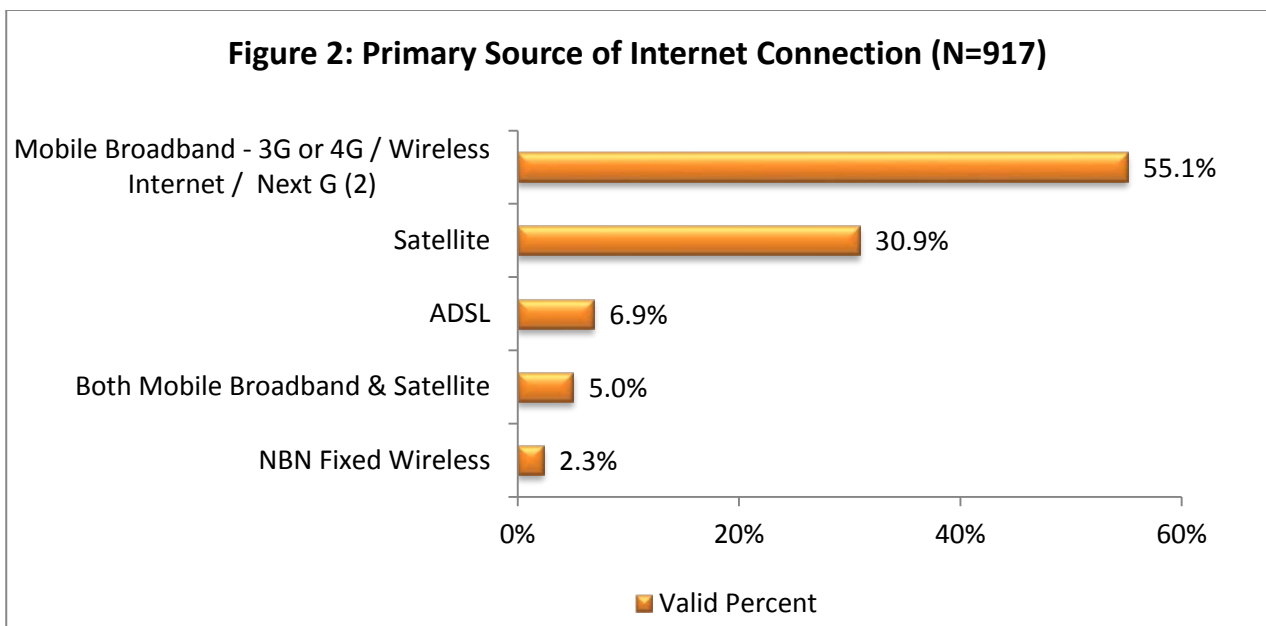 Figure 2: Primary Source of Internet Connection (N=917)
Mobile Broadband - 3G or 4G / Wireless
Internet /  Next G (2)
55.1%
Satellite
30.9%
ADSL
6.9%
Both Mobile Broadband & Satellite
5.0%
NBN Fixed Wireless
2.3%
0%
20%
40%
60%
Valid Percent